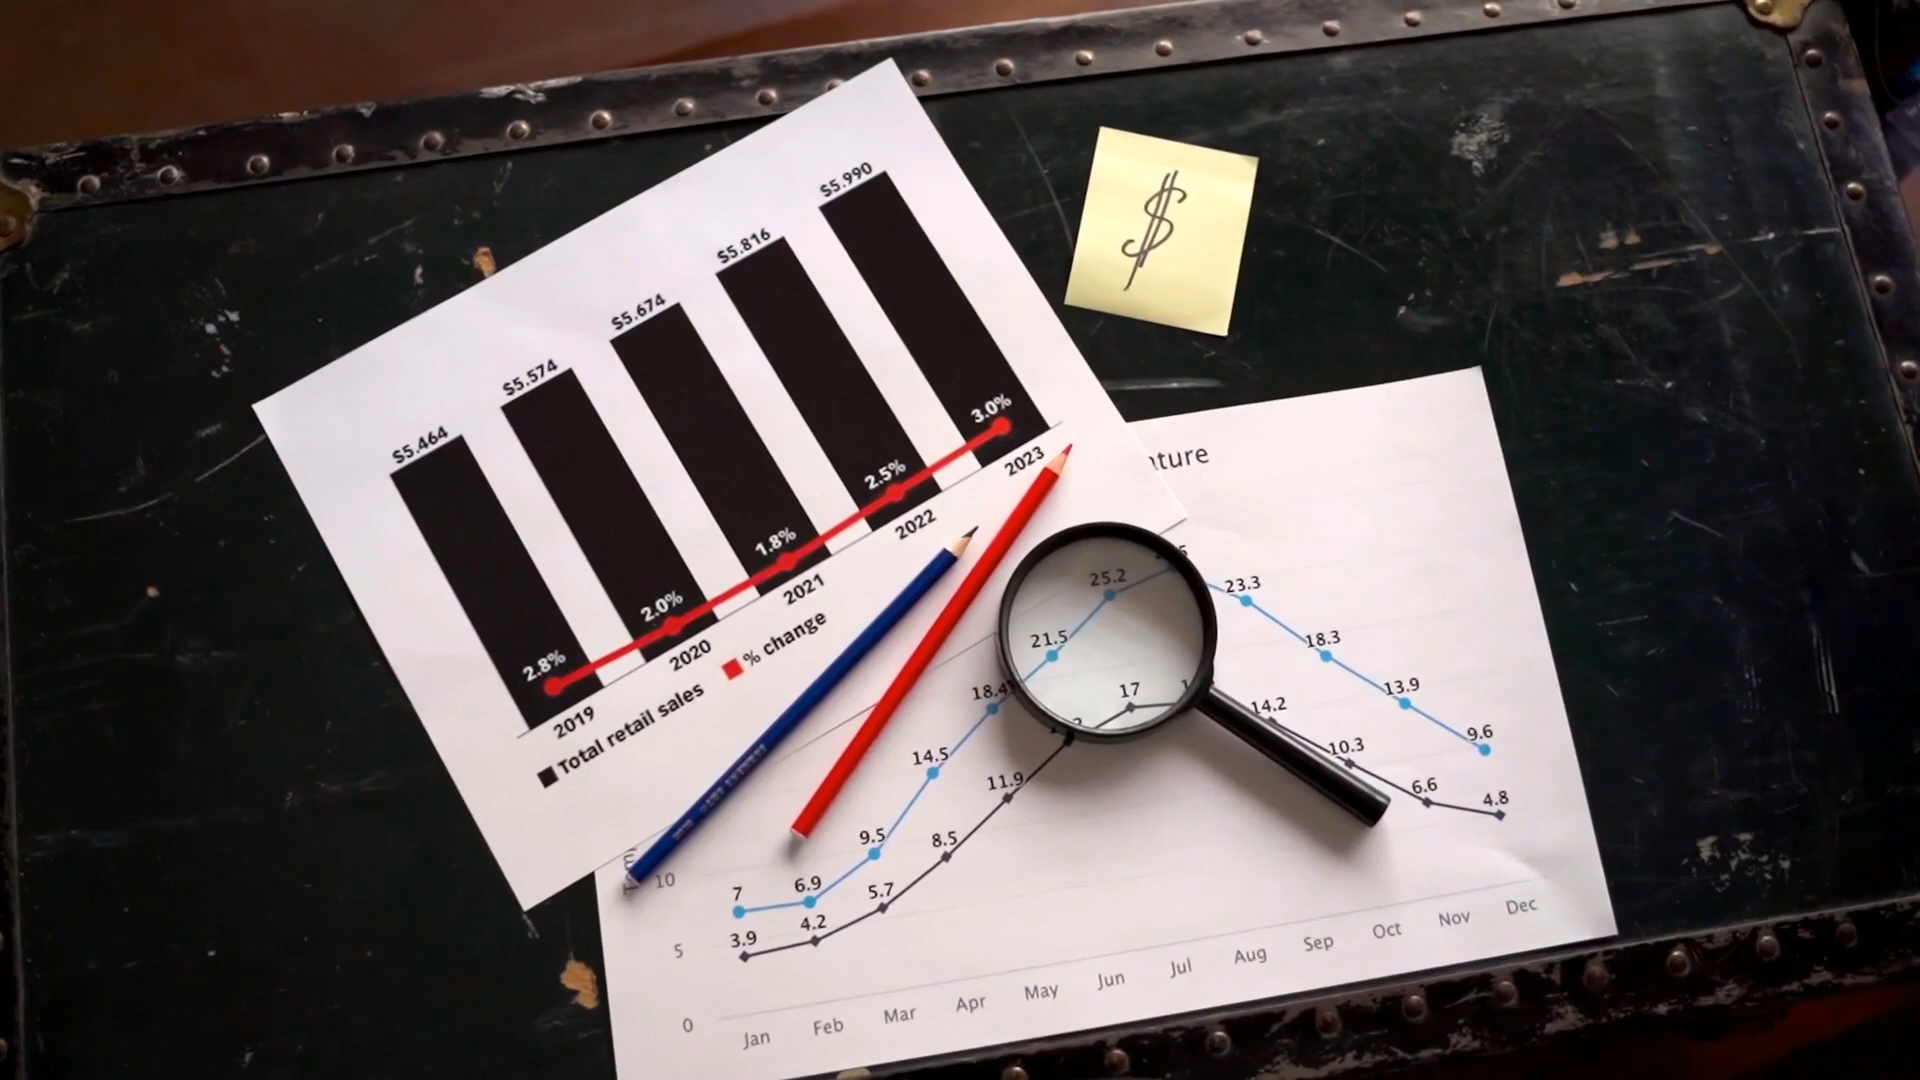 $5.464 $5.574 $5.674 $5.816 $5.990
2.8% 2.0% 1.8% 2.5% 3.0%
2019 2020 2021 2022 2023
Total retail sales % change
$
ature
25.2 23.3
21.5 18.3
18.4 17 14.2 13.9
14.5 10.3 9.6
11.9 6.6 4.8
9.5 8.5
10 7 6.9 5.7
5 3.9 4.2
0
Jan Feb Mar Apr May Jun Jul Aug Sep Oct Nov Dec